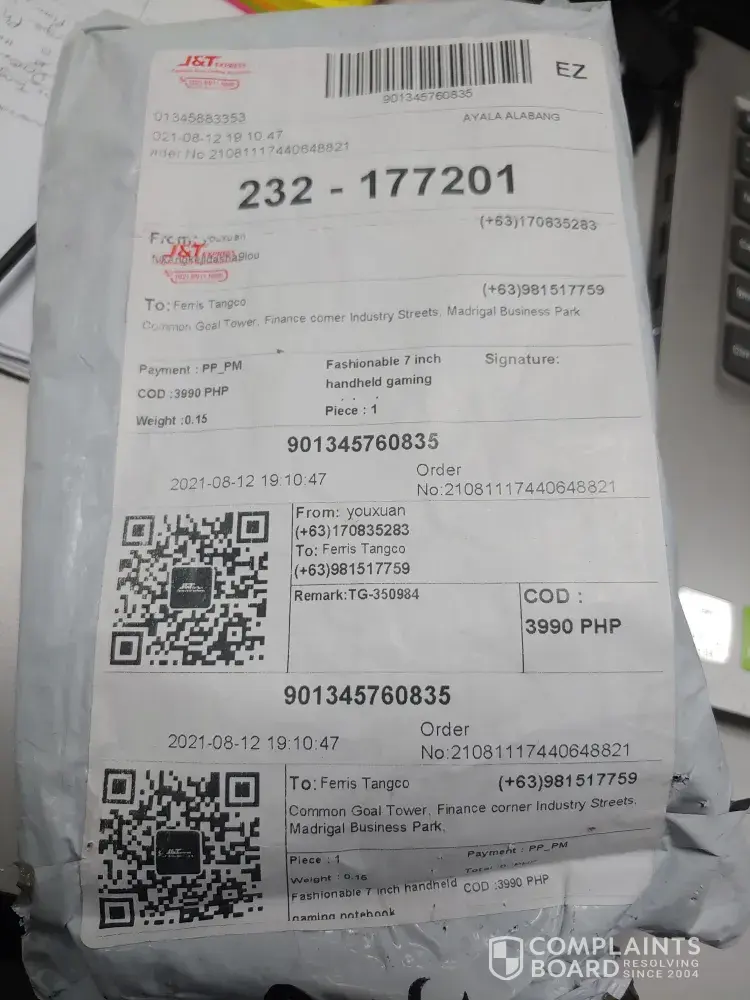 J&T EXPRESS
901345760835
EZ
01345883353
AYALA ALABANG
021-08-12 19:10:47
rder No:21081117440648821
232 - 177201
From: youxuan
(+63)170835283
J&T EXPRESS
To: Ferris Tangco
(+63)981517759
Common Goal Tower, Finance corner Industry Streets, Madrigal Business Park
Payment : PP_PM
Fashionable 7 inch
Signature:
COD :3990 PHP
handheld gaming
Weight :0.15
Piece : 1
901345760835
2021-08-12 19:10:47
Order
No:21081117440648821
From: youxuan
(+63)170835283
To: Ferris Tangco
(+63)981517759
Remark:TG-350984
COD :
3990 PHP
901345760835
2021-08-12 19:10:47
Order
No:21081117440648821
To: Ferris Tangco
(+63)981517759
Common Goal Tower, Finance corner Industry Streets,
Madrigal Business Park,
Piece : 1
Payment : PP_PM
Weight : 0.15
Fashionable 7 inch handheld
COD :3990 PHP
gaming notebook
COMPLAINTS
BOARD RESOLVING
SINCE 2004